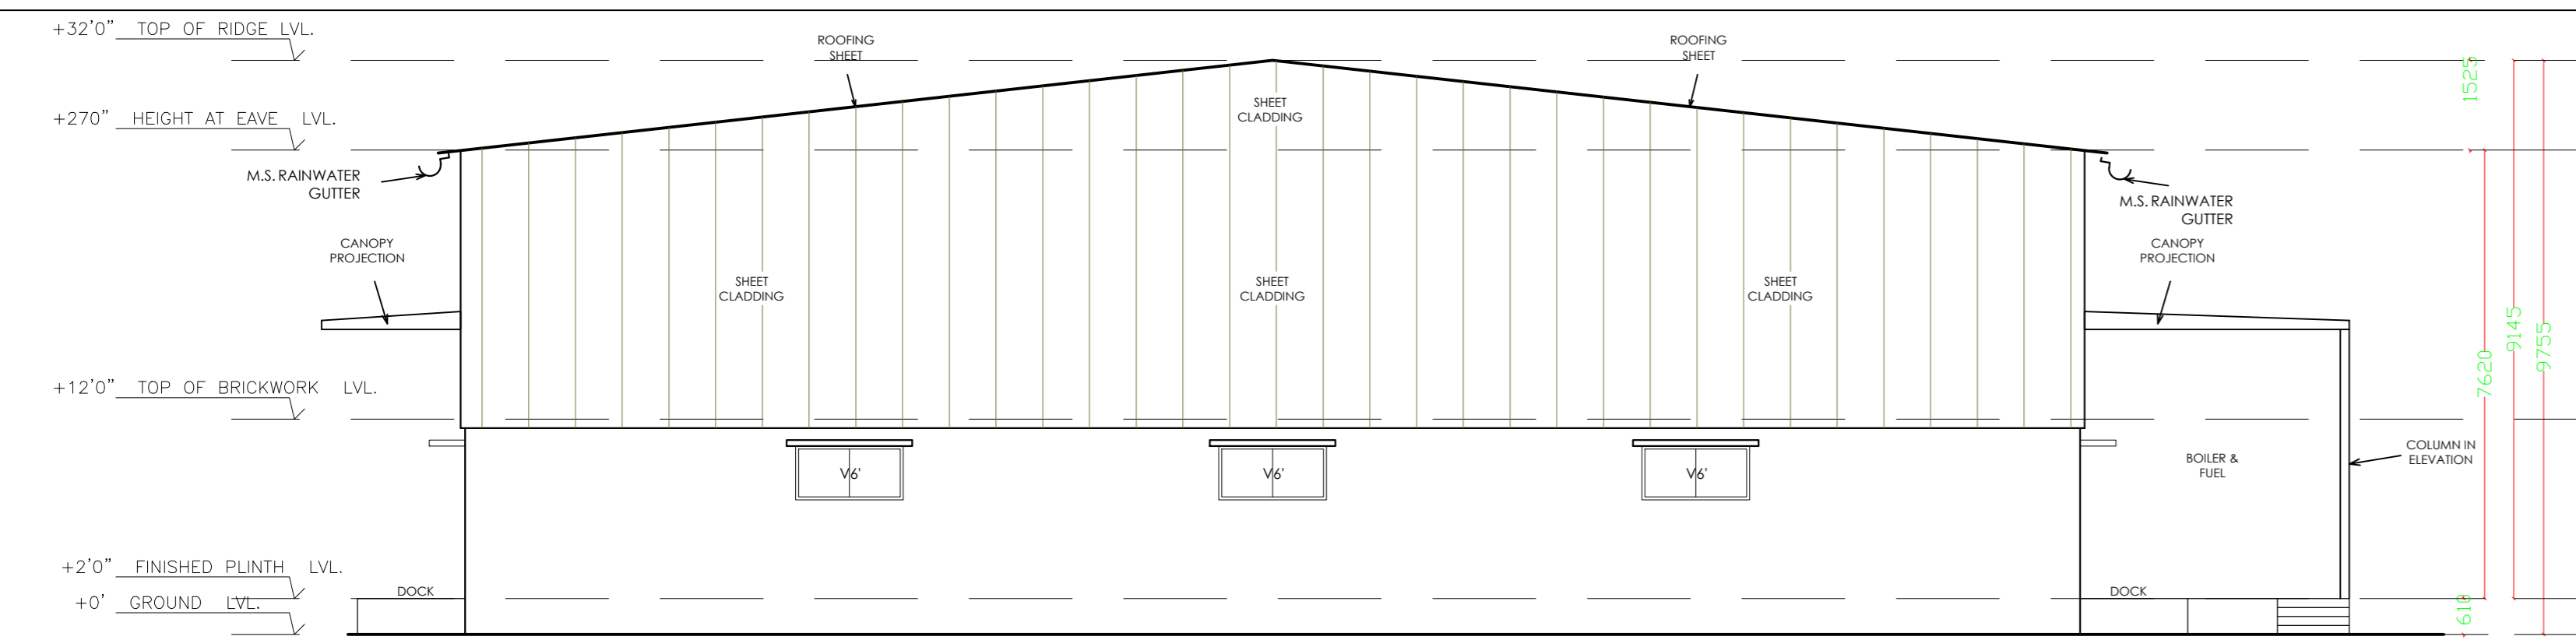 +32'0" TOP OF RIDGE LVL.
ROOFING
SHEET
ROOFING
SHEET
1525
+270" HEIGHT AT EAVE LVL.
SHEET
CLADDING
M.S. RAINWATER
GUTTER
M.S. RAINWATER
GUTTER
CANOPY
PROJECTION
CANOPY
PROJECTION
SHEET
CLADDING
SHEET
CLADDING
SHEET
CLADDING
9145
9755
7620
+12'0" TOP OF BRICKWORK LVL.
V6'
V6'
V6'
BOILER &
FUEL
COLUMN IN
ELEVATION
+2'0" FINISHED PLINTH LVL.
DOCK
DOCK
+0' GROUND LVL.
610